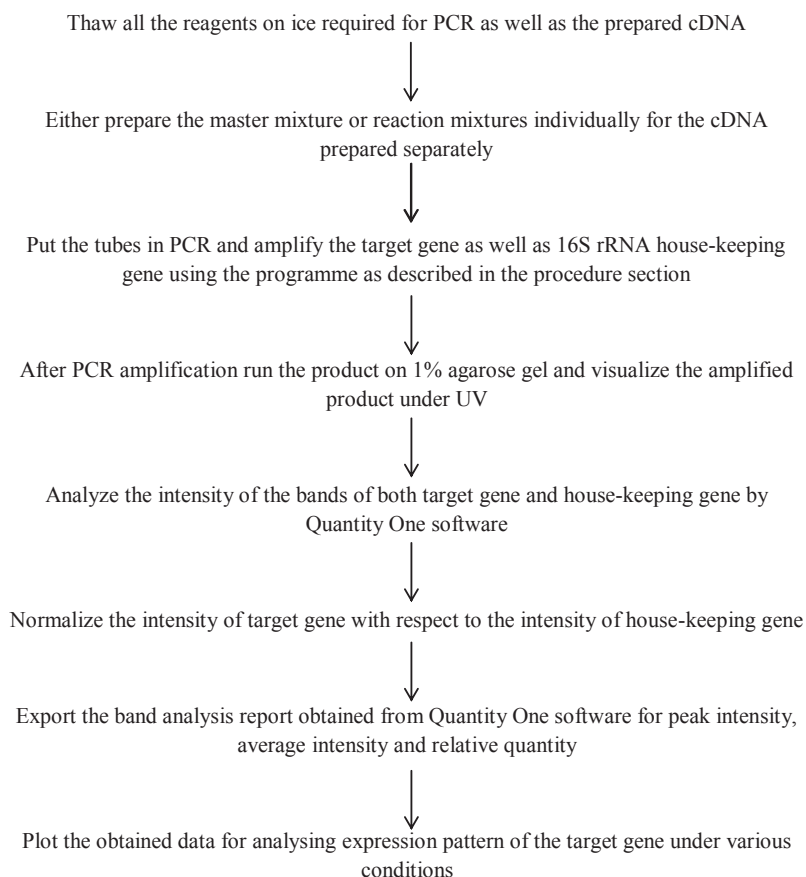 Thaw all the reagents on ice required for PCR as well as the prepared cDNA
Either prepare the master mixture or reaction mixtures individually for the cDNA
prepared separately
Put the tubes in PCR and amplify the target gene as well as 16S rRNA house-keeping
gene using the programme as described in the procedure section
After PCR amplification run the product on 1% agarose gel and visualize the amplified
product under UV
Analyze the intensity of the bands of both target gene and house-keeping gene by
Quantity One software
Normalize the intensity of target gene with respect to the intensity of house-keeping gene
Export the band analysis report obtained from Quantity One software for peak intensity,
average intensity and relative quantity
Plot the obtained data for analysing expression pattern of the target gene under various
conditions